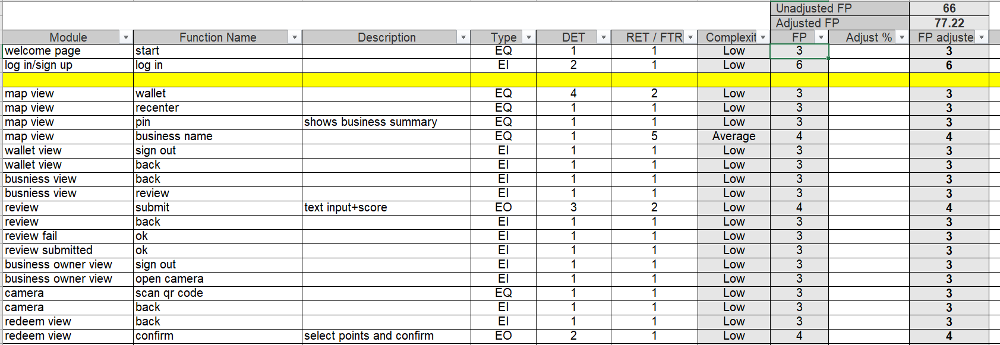 Unadjusted FP 66
Adjusted FP 77.22
Module Function Name Description Type DET RET / FTR Complexit FP Adjust % FP adjuste
welcome page start EQ 1 1 Low 3 3
log in/sign up log in EI 2 1 Low 6 6
map view wallet EQ 4 2 Low 3 3
map view recenter EQ 1 1 Low 3 3
map view pin shows business summary EQ 1 1 Low 3 3
map view business name EQ 1 5 Average 4 4
wallet view sign out EI 1 1 Low 3 3
wallet view back EI 1 1 Low 3 3
busniess view back EI 1 1 Low 3 3
busniess view review EI 1 1 Low 3 3
review submit text input+score EO 3 2 Low 4 4
review back EI 1 1 Low 3 3
review fail ok EI 1 1 Low 3 3
review submitted ok EI 1 1 Low 3 3
business owner view sign out EI 1 1 Low 3 3
business owner view open camera EI 1 1 Low 3 3
camera scan qr code EQ 1 1 Low 3 3
camera back EI 1 1 Low 3 3
redeem view back EI 1 1 Low 3 3
redeem view confirm select points and confirm EO 2 1 Low 4 4